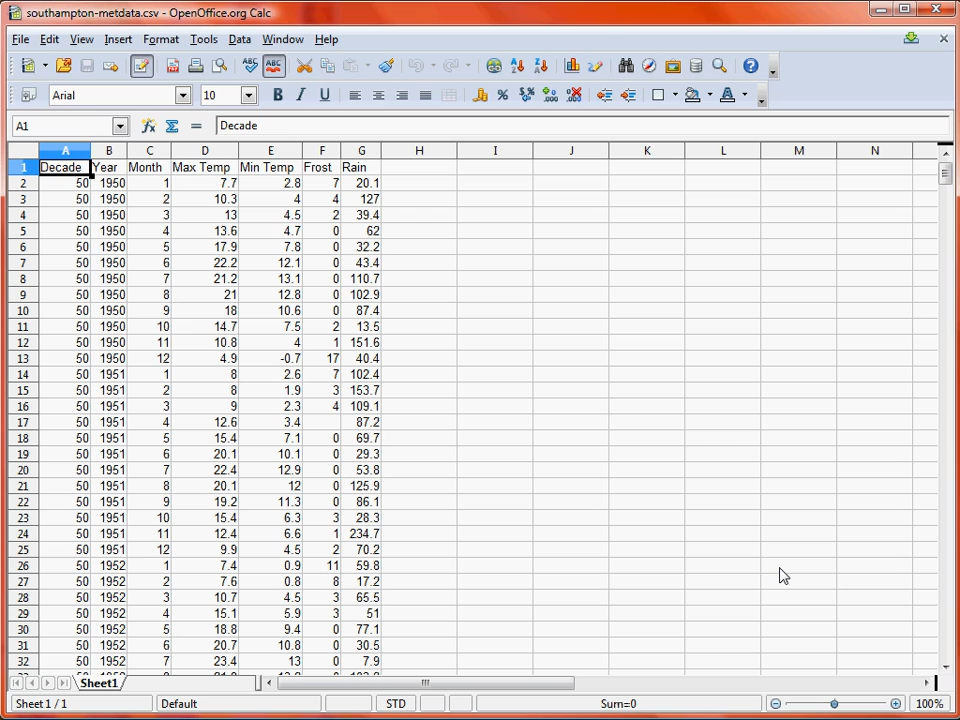 southampton-metdata.csv - OpenOffice.org Calc
File Edit View Insert Format Tools Data Window Help
Arial 10
A1 Decade
A B C D E F G H I J K L M N
1 Decade Year Month Max Temp Min Temp Frost Rain
2 50 1950 1 7.7 2.8 7 20.1
3 50 1950 2 10.3 4 4 127
4 50 1950 3 13 4.5 2 39.4
5 50 1950 4 13.6 4.7 0 62
6 50 1950 5 17.9 7.8 0 32.2
7 50 1950 6 22.2 12.1 0 43.4
8 50 1950 7 21.2 13.1 0 110.7
9 50 1950 8 21 12.8 0 102.9
10 50 1950 9 18 10.6 0 87.4
11 50 1950 10 14.7 7.5 2 13.5
12 50 1950 11 10.8 4 1 151.6
13 50 1950 12 4.9 -0.7 17 40.4
14 50 1951 1 8 2.6 7 102.4
15 50 1951 2 8 1.9 3 153.7
16 50 1951 3 9 2.3 4 109.1
17 50 1951 4 12.6 3.4 87.2
18 50 1951 5 15.4 7.1 0 69.7
19 50 1951 6 20.1 10.1 0 29.3
20 50 1951 7 22.4 12.9 0 53.8
21 50 1951 8 20.1 12 0 125.9
22 50 1951 9 19.2 11.3 0 86.1
23 50 1951 10 15.4 6.3 3 28.3
24 50 1951 11 12.4 6.6 1 234.7
25 50 1951 12 9.9 4.5 2 70.2
26 50 1952 1 7.4 0.9 11 59.8
27 50 1952 2 7.6 0.8 8 17.2
28 50 1952 3 10.7 4.5 3 65.5
29 50 1952 4 15.1 5.9 3 51
30 50 1952 5 18.8 9.4 0 77.1
31 50 1952 6 20.7 10.8 0 30.5
32 50 1952 7 23.4 13 0 7.9
Sheet1
Sheet 1 / 1 Default STD Sum=0 100%